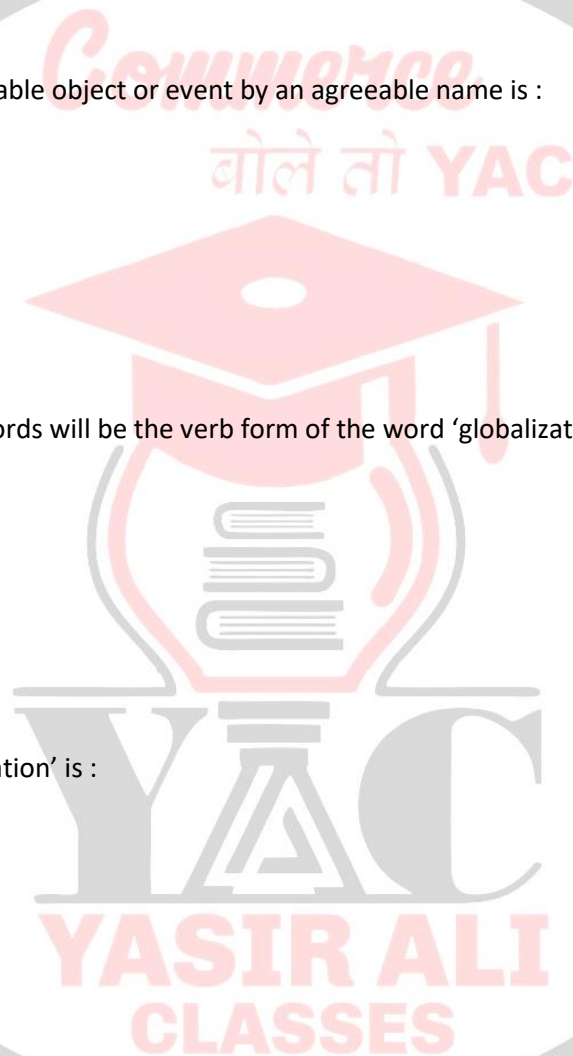 Commerce
able object or event by an agreeable name is :
बोले तो YAC
ords will be the verb form of the word ‘globalizat
ation’ is :
YAC
YASIR ALI
CLASSES